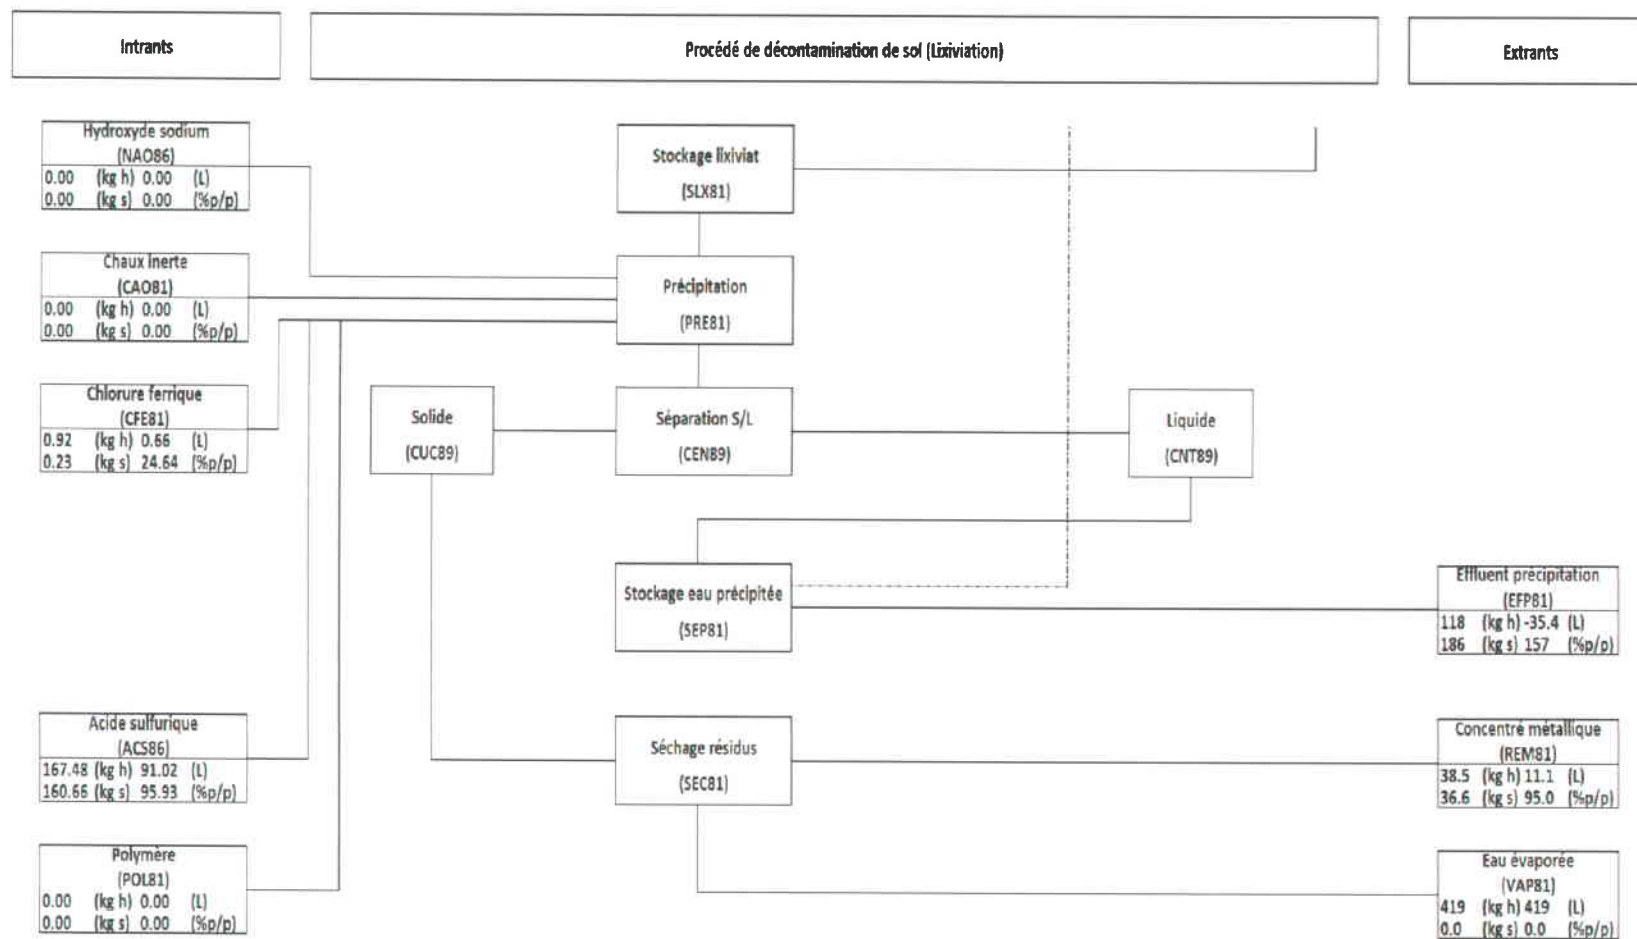 Intrants
Procédé de décontamination de sol (Lixiviation)
Extrants
Hydroxyde sodium
(NAO86)
0.00 (kg h) 0.00 (L)
0.00 (kg s) 0.00 (%p/p)
Stockage lixiviat
(SLX81)
Chaux inerte
(CAO81)
0.00 (kg h) 0.00 (L)
0.00 (kg s) 0.00 (%p/p)
Précipitation
(PRE81)
Chlorure ferrique
(CFE81)
0.92 (kg h) 0.66 (L)
0.23 (kg s) 24.64 (%p/p)
Solide
(CUC89)
Séparation S/L
(CEN89)
Liquide
(CNT89)
Stockage eau précipitée
(SEP81)
Effluent précipitation
(EFP81)
118 (kg h) -35.4 (L)
186 (kg s) 157 (%p/p)
Acide sulfurique
(ACS86)
167.48 (kg h) 91.02 (L)
160.66 (kg s) 95.93 (%p/p)
Séchage résidus
(SEC81)
Concentré métallique
(REM81)
38.5 (kg h) 11.1 (L)
36.6 (kg s) 95.0 (%p/p)
Polymère
(POL81)
0.00 (kg h) 0.00 (L)
0.00 (kg s) 0.00 (%p/p)
Eau évaporée
(VAP81)
419 (kg h) 419 (L)
0.0 (kg s) 0.0 (%p/p)